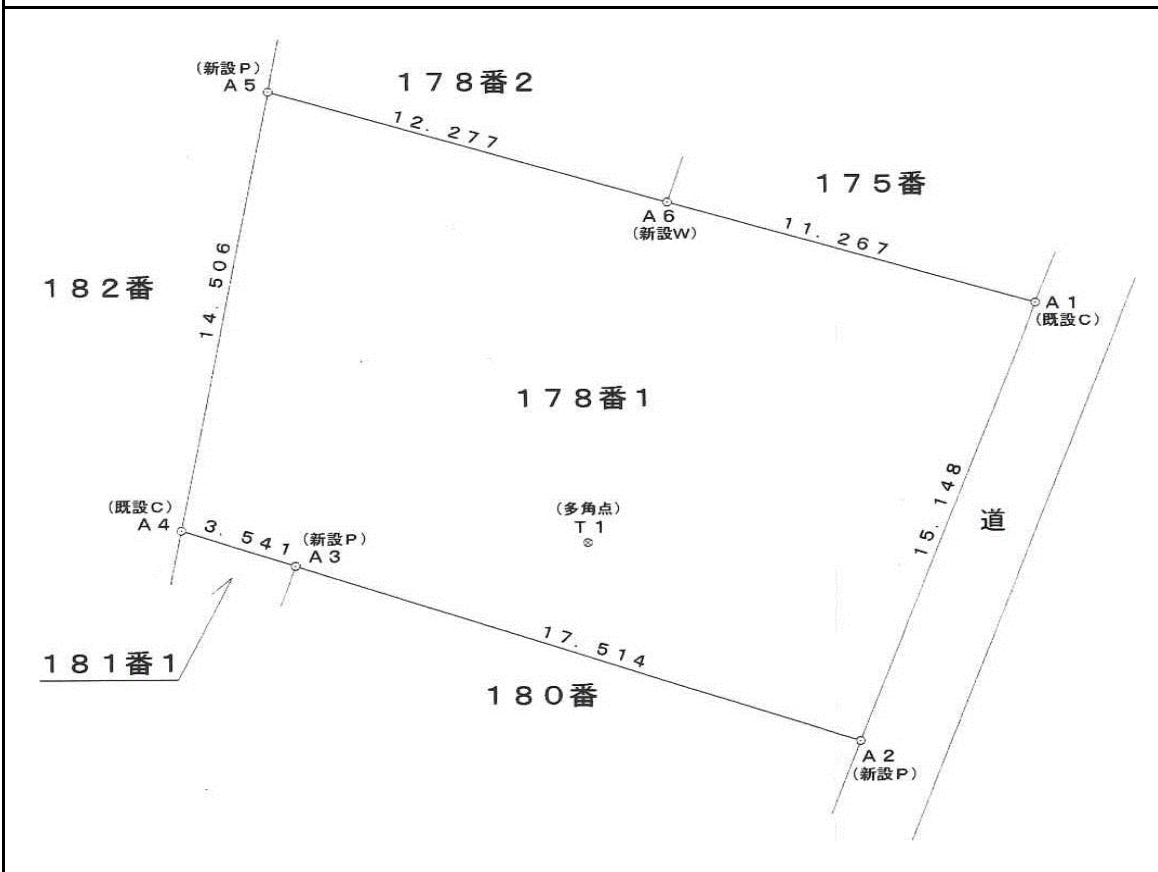 (新設P)
A5
178番2
12.277
175番
A6
(新設W)
11.267
A1
(既設C)
182番
14.506
178番1
15.148
道
(既設C)
A4
3.541
(新設P)
A3
(多角点)
T1
17.514
181番1
180番
A2
(新設P)